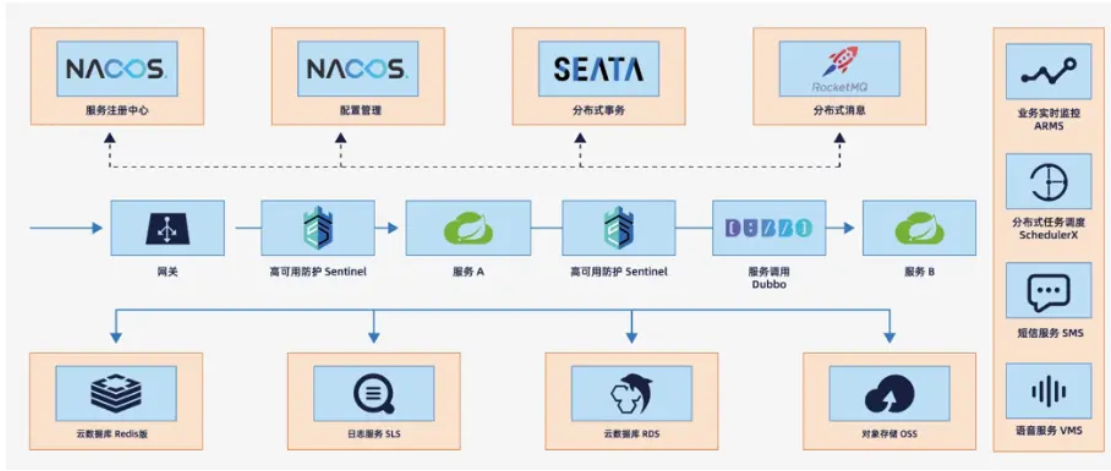 NACOS.
服务注册中心
NACOS.
配置管理
SEATA
分布式事务
RocketMQ
分布式消息
业务实时监控
ARMS
分布式任务调度
SchedulerX
短信服务 SMS
语音服务 VMS
网关
高可用防护 Sentinel
服务 A
高可用防护 Sentinel
DUBBO
服务调用
Dubbo
服务 B
云数据库 Redis版
日志服务 SLS
云数据库 RDS
对象存储 OSS